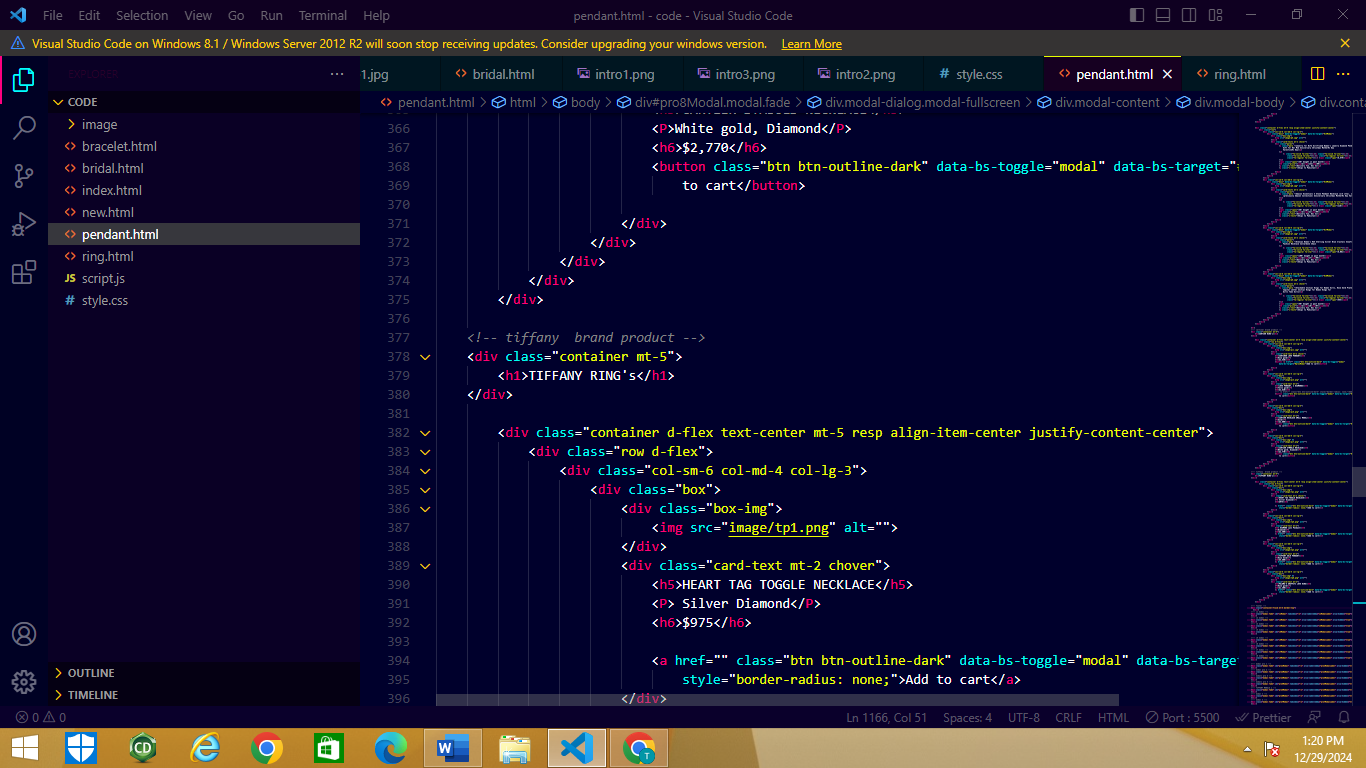 File Edit Selection View Go Run Terminal Help pendant.html - code - Visual Studio Code
Visual Studio Code on Windows 8.1 / Windows Server 2012 R2 will soon stop receiving updates. Consider upgrading your windows version. Learn More
EXPLORER ··· 1.jpg bridal.html intro1.png intro3.png intro2.png style.css pendant.html ring.html
CODE
image
bracelet.html
bridal.html
index.html
new.html
pendant.html
ring.html
script.js
style.css
OUTLINE
TIMELINE
pendant.html > html > body > div#pro8Modal.modal.fade > div.modal-dialog.modal-fullscreen > div.modal-content > div.modal-body > div.conta
366 <P>White gold, Diamond</P>
367 <h6>$2,770</h6>
368 <button class="btn btn-outline-dark" data-bs-toggle="modal" data-bs-target="
369 to cart</button>
370
371 </div>
372 </div>
373 </div>
374 </div>
375 </div>
376
377 <!-- tiffany  brand product -->
378 <div class="container mt-5">
379 <h1>TIFFANY RING's</h1>
380 </div>
381
382 <div class="container d-flex text-center mt-5 resp align-item-center justify-content-center">
383 <div class="row d-flex">
384 <div class="col-sm-6 col-md-4 col-lg-3">
385 <div class="box">
386 <div class="box-img">
387 <img src="image/tp1.png" alt="">
388 </div>
389 <div class="card-text mt-2 chover">
390 <h5>HEART TAG TOGGLE NECKLACE</h5>
391 <P> Silver Diamond</P>
392 <h6>$975</h6>
393
394 <a href="" class="btn btn-outline-dark" data-bs-toggle="modal" data-bs-targe
395 style="border-radius: none;">Add to cart</a>
396 </div>
0 0 Ln 1166, Col 51 Spaces: 4 UTF-8 CRLF HTML Port : 5500 Prettier
1:20 PM
12/29/2024